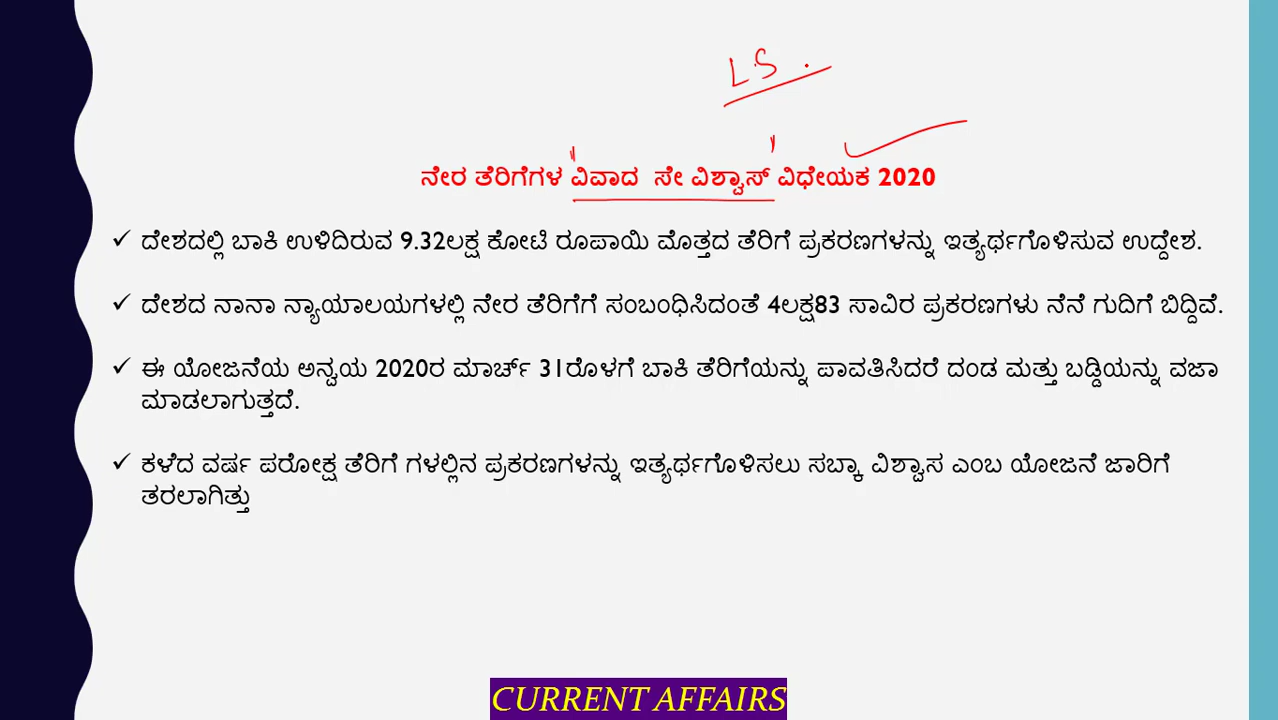 LS
ನೇರ ತೆರಿಗೆಗಳ "ವಿವಾದ ಸೇ ವಿಶ್ವಾಸ್" ವಿಧೇಯಕ 2020
✓ ದೇಶದಲ್ಲಿ ಬಾಕಿ ಉಳಿದಿರುವ 9.32ಲಕ್ಷ ಕೋಟಿ ರೂಪಾಯಿ ಮೊತ್ತದ ತೆರಿಗೆ ಪ್ರಕರಣಗಳನ್ನು ಇತ್ಯರ್ಥಗೊಳಿಸುವ ಉದ್ದೇಶ.
✓ ದೇಶದ ನಾನಾ ನ್ಯಾಯಾಲಯಗಳಲ್ಲಿ ನೇರ ತೆರಿಗೆಗೆ ಸಂಬಂಧಿಸಿದಂತೆ 4ಲಕ್ಷ83 ಸಾವಿರ ಪ್ರಕರಣಗಳು ನೆನೆ ಗುದಿಗೆ ಬಿದ್ದಿವೆ.
✓ ಈ ಯೋಜನೆಯ ಅನ್ವಯ 2020ರ ಮಾರ್ಚ್ 31ರೊಳಗೆ ಬಾಕಿ ತೆರಿಗೆಯನ್ನು ಪಾವತಿಸಿದರೆ ದಂಡ ಮತ್ತು ಬಡ್ಡಿಯನ್ನು ವಜಾ
ಮಾಡಲಾಗುತ್ತದೆ.
✓ ಕಳೆದ ವರ್ಷ ಪರೋಕ್ಷ ತೆರಿಗೆ ಗಳಲ್ಲಿನ ಪ್ರಕರಣಗಳನ್ನು ಇತ್ಯರ್ಥಗೊಳಿಸಲು ಸಬ್ಕಾ ವಿಶ್ವಾಸ ಎಂಬ ಯೋಜನೆ ಜಾರಿಗೆ
ತರಲಾಗಿತ್ತು
CURRENT AFFAIRS